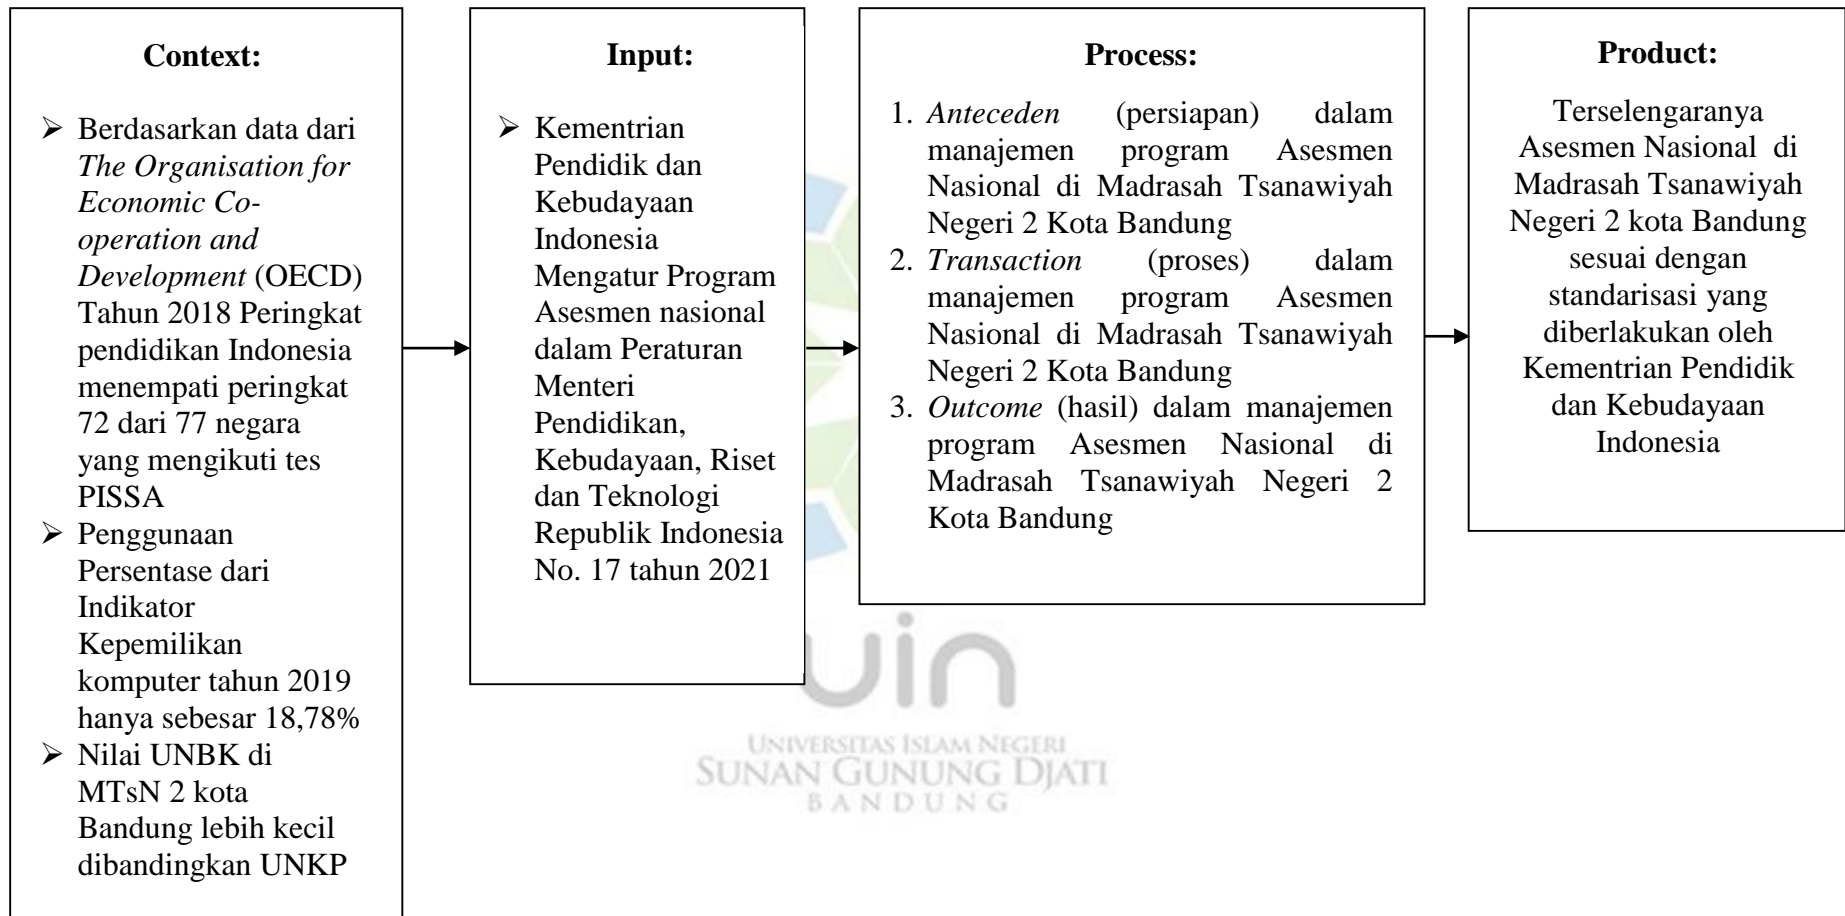 Context:
➢ Berdasarkan data dari
The Organisation for
Economic Co-
operation and
Development (OECD)
Tahun 2018 Peringkat
pendidikan Indonesia
menempati peringkat
72 dari 77 negara
yang mengikuti tes
PISSA
➢ Penggunaan
Persentase dari
Indikator
Kepemilikan
komputer tahun 2019
hanya sebesar 18,78%
➢ Nilai UNBK di
MTsN 2 kota
Bandung lebih kecil
dibandingkan UNKP
Input:
➢ Kementrian
Pendidik dan
Kebudayaan
Indonesia
Mengatur Program
Asesmen nasional
dalam Peraturan
Menteri
Pendidikan,
Kebudayaan, Riset
dan Teknologi
Republik Indonesia
No. 17 tahun 2021
Process:
1. Anteceden (persiapan) dalam
manajemen program Asesmen
Nasional di Madrasah Tsanawiyah
Negeri 2 Kota Bandung
2. Transaction (proses) dalam
manajemen program Asesmen
Nasional di Madrasah Tsanawiyah
Negeri 2 Kota Bandung
3. Outcome (hasil) dalam manajemen
program Asesmen Nasional di
Madrasah Tsanawiyah Negeri 2
Kota Bandung
Product:
Terselengaranya
Asesmen Nasional di
Madrasah Tsanawiyah
Negeri 2 kota Bandung
sesuai dengan
standarisasi yang
diberlakukan oleh
Kementrian Pendidik
dan Kebudayaan
Indonesia
uin
UNIVERSITAS ISLAM NEGERI
SUNAN GUNUNG DJATI
BANDUNG